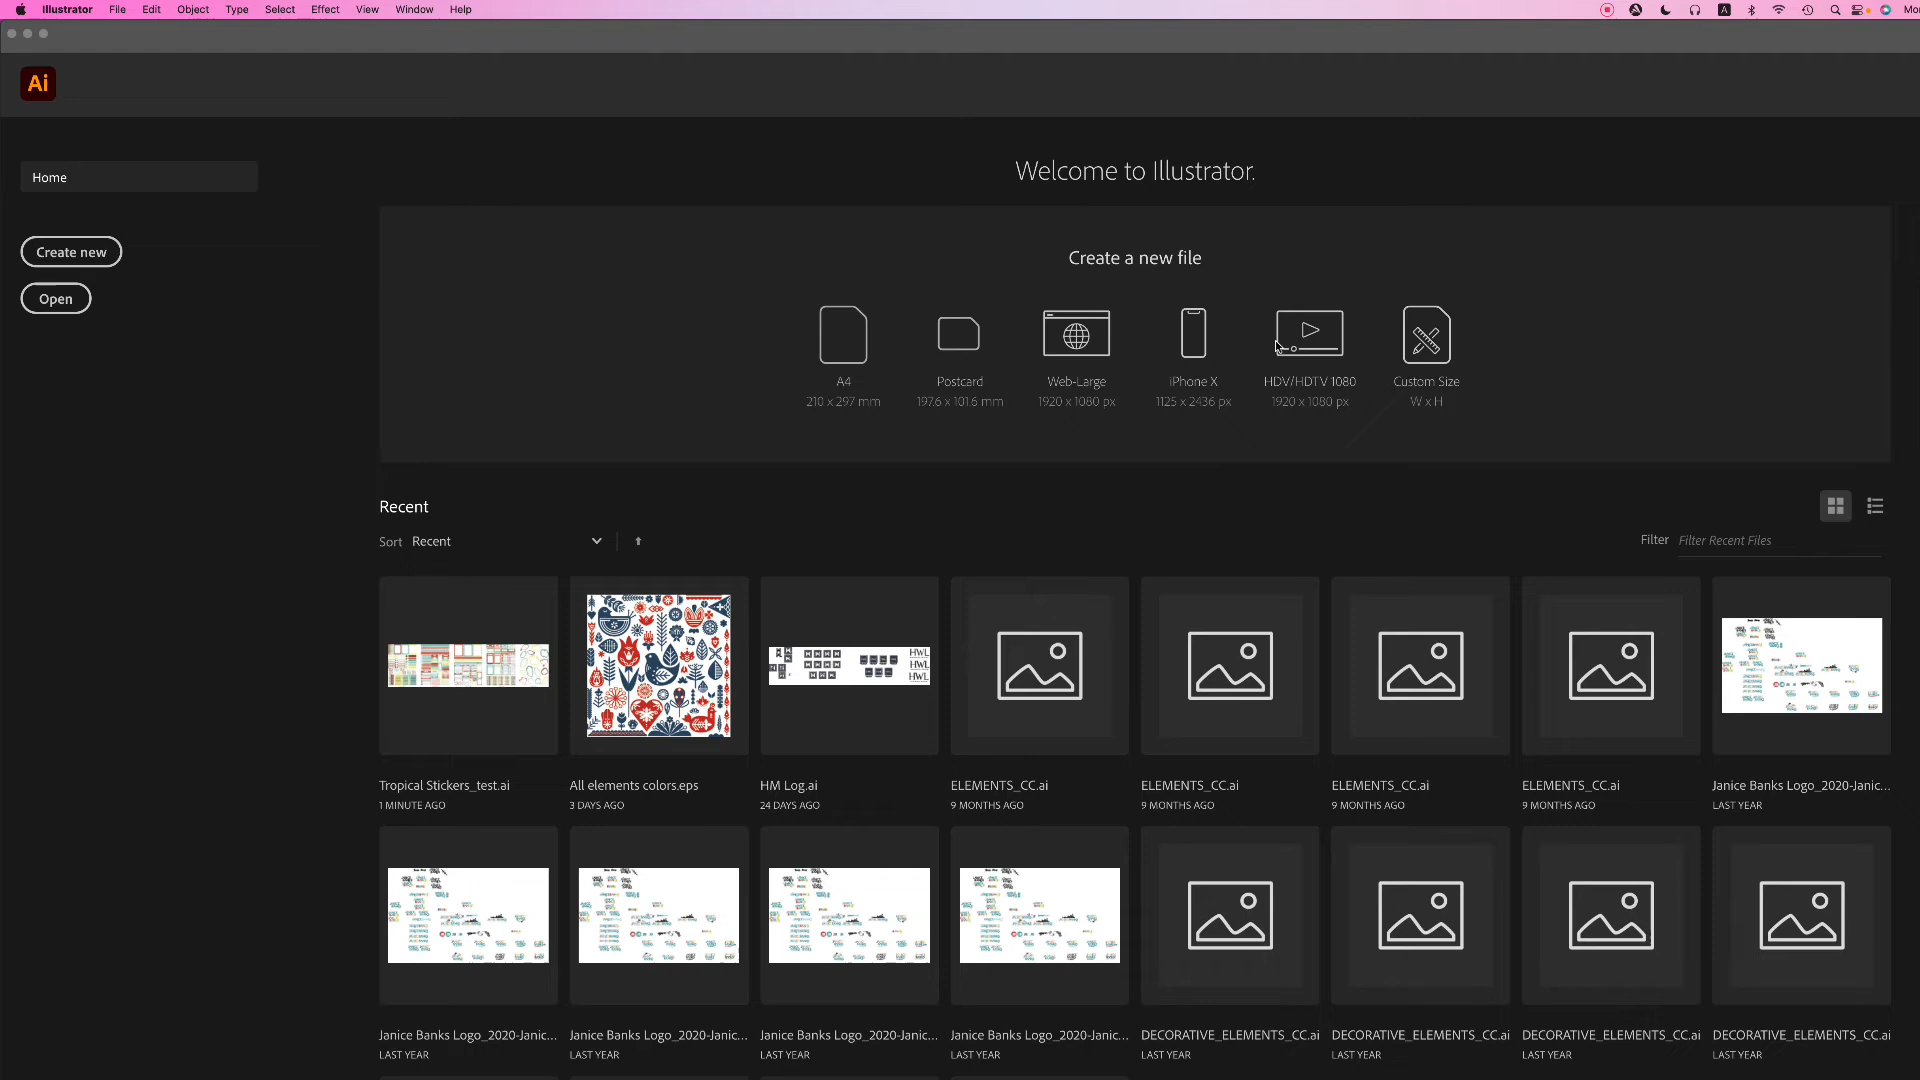 Illustrator File Edit Object Type Select Effect View Window Help
A
Mo
Ai
Home
Welcome to Illustrator.
Create new
Open
Create a new file
A4 Postcard Web-Large iPhone X HDV/HDTV 1080 Custom Size
210 x 297 mm 197.6 x 101.6 mm 1920 x 1080 px 1125 x 2436 px 1920 x 1080 px W x H
Recent
Sort Recent Filter Filter Recent Files
HWL
HWL
HWL
Tropical Stickers_test.ai All elements colors.eps HM Log.ai ELEMENTS_CC.ai ELEMENTS_CC.ai ELEMENTS_CC.ai ELEMENTS_CC.ai Janice Banks Logo_2020-Janic...
1 MINUTE AGO 3 DAYS AGO 24 DAYS AGO 9 MONTHS AGO 9 MONTHS AGO 9 MONTHS AGO 9 MONTHS AGO LAST YEAR
Janice Banks Logo_2020-Janic... Janice Banks Logo_2020-Janic... Janice Banks Logo_2020-Janic... Janice Banks Logo_2020-Janic... DECORATIVE_ELEMENTS_CC.ai DECORATIVE_ELEMENTS_CC.ai DECORATIVE_ELEMENTS_CC.ai DECORATIVE_ELEMENTS_CC.ai
LAST YEAR LAST YEAR LAST YEAR LAST YEAR LAST YEAR LAST YEAR LAST YEAR LAST YEAR